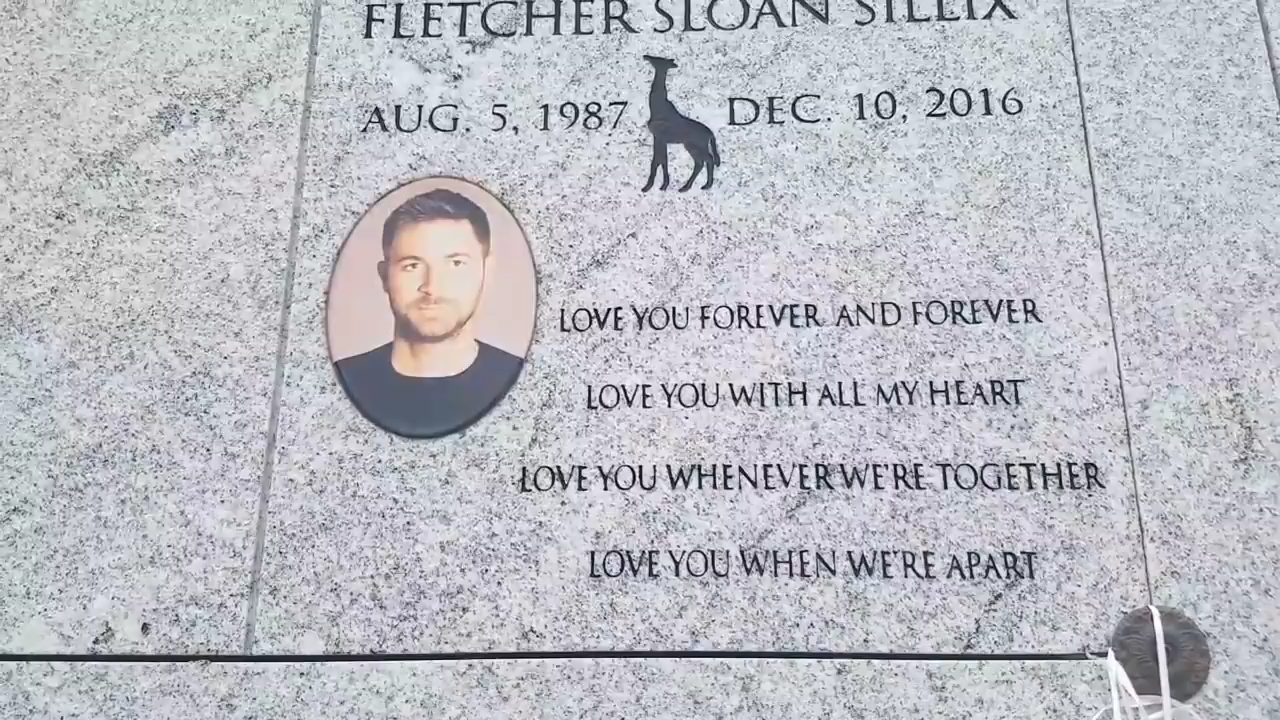 FLETCHER SLOAN SILLIX
AUG. 5, 1987 DEC. 10, 2016
LOVE YOU FOREVER AND FOREVER
LOVE YOU WITH ALL MY HEART
LOVE YOU WHENEVER WE'RE TOGETHER
LOVE YOU WHEN WE'RE APART